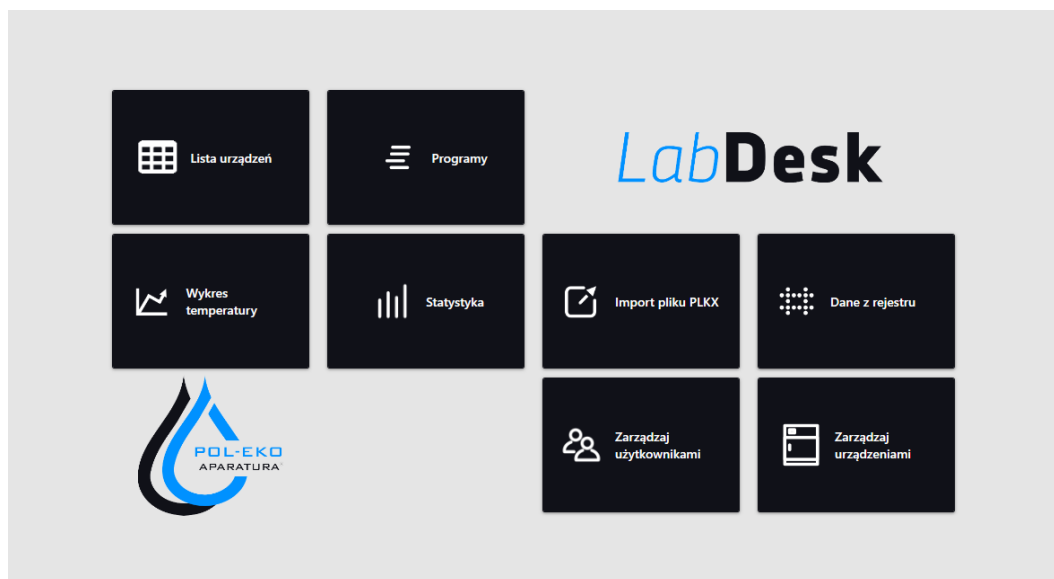 Lista urządzeń
Programy
LabDesk
Wykres
temperatury
Statystyka
Import pliku PLKX
Dane z rejestru
POL-EKO
APARATURA
Zarządzaj
użytkownikami
Zarządzaj
urządzeniami